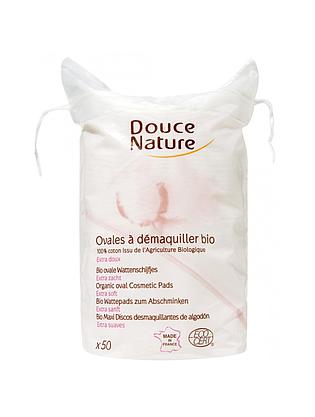 Douce
Nature
Ovales à démaquiller bio
100% coton issu de l'Agriculture Biologique
Extra doux
Bio ovale Wattenschijfjes
Extra zacht
Organic oval Cosmetic Pads
Extra soft
Bio Wattepads zum Abschminken
Extra sanft
Bio Maxi Discos desmaquillantes de algodón
Extra suaves
x50
MADE
IN
FRANCE
ECO
CERT